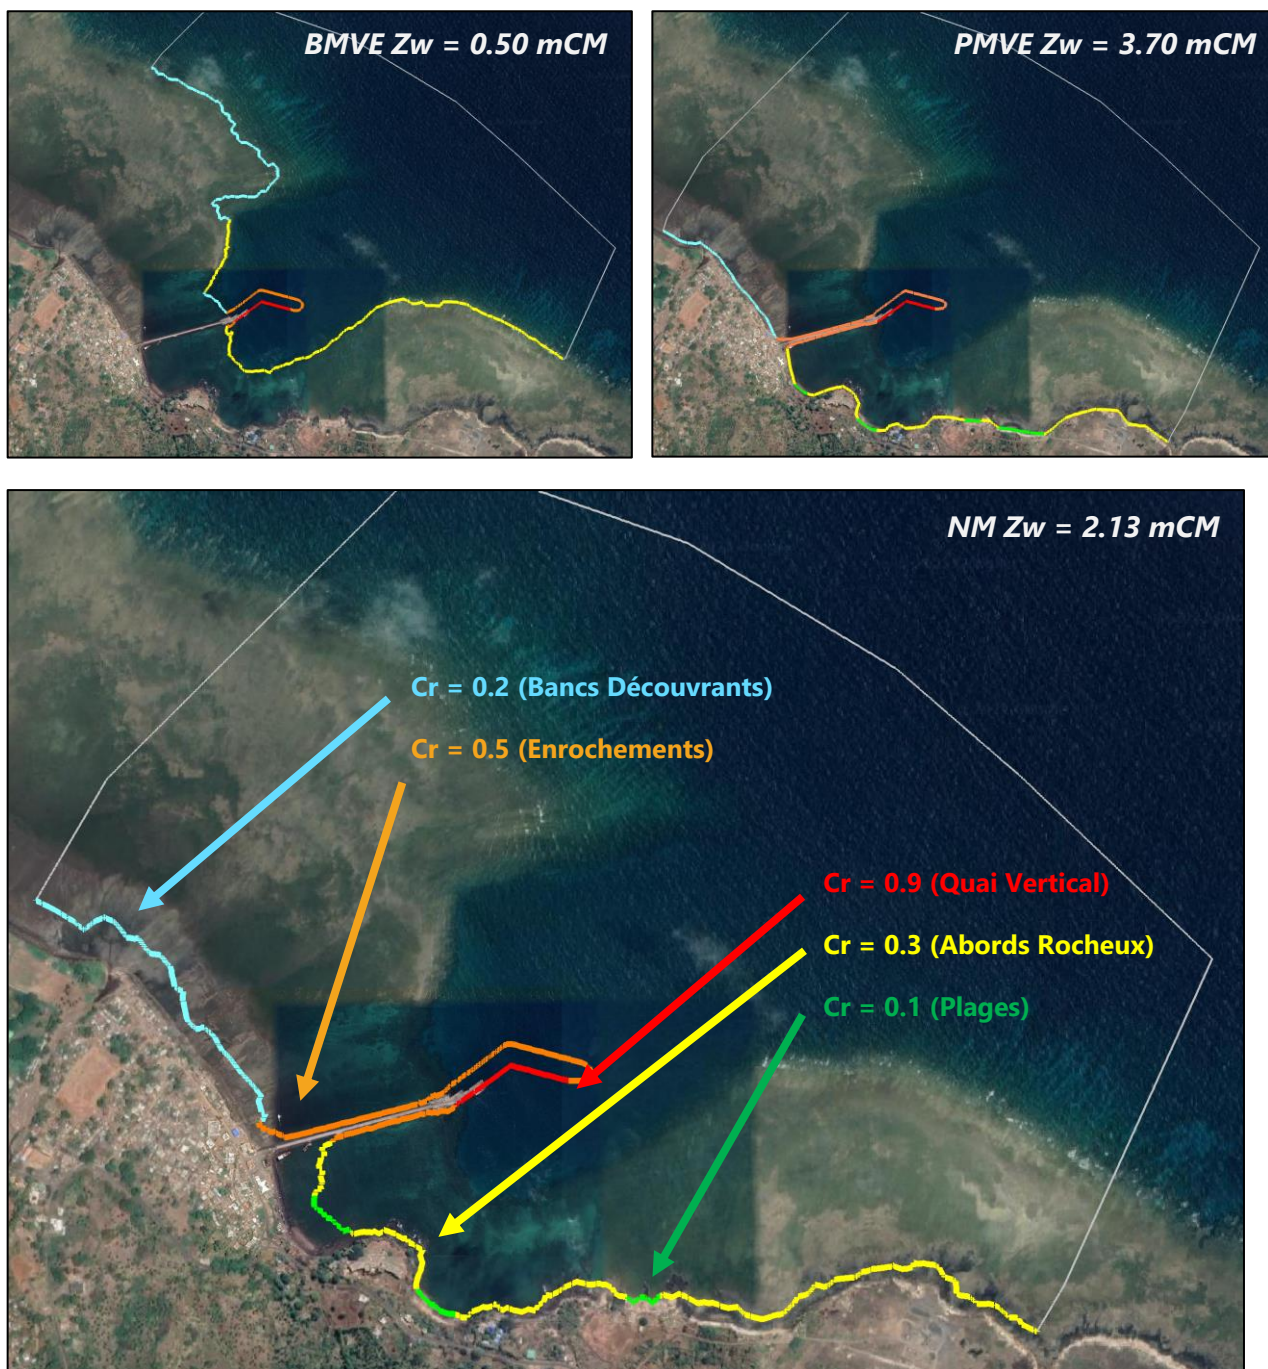 BMVE Zw = 0.50 mCM
PMVE Zw = 3.70 mCM
NM Zw = 2.13 mCM
Cr = 0.2 (Bancs Découvrants)
Cr = 0.5 (Enrochements)
Cr = 0.9 (Quai Vertical)
Cr = 0.3 (Abords Rocheux)
Cr = 0.1 (Plages)